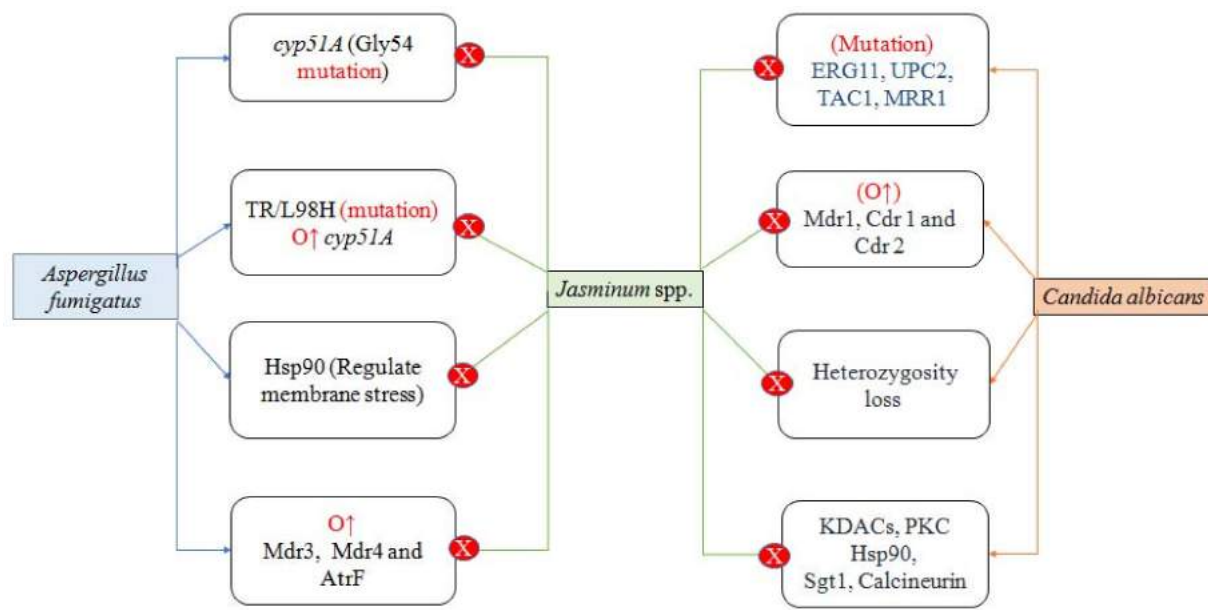 cyp51A (Gly54
mutation)
X
TR/L98H (mutation)
O↑ cyp51A
X
Aspergillus
fumigatus
Hsp90 (Regulate
membrane stress)
X
O↑
Mdr3, Mdr4 and
AtrF
X
Jasminum spp.
X
(Mutation)
ERG11, UPC2,
TAC1, MRR1
X
(O↑)
Mdr1, Cdr 1 and
Cdr 2
X
Heterozygosity
loss
X
KDACs, PKC
Hsp90,
Sgt1, Calcineurin
Candida albicans